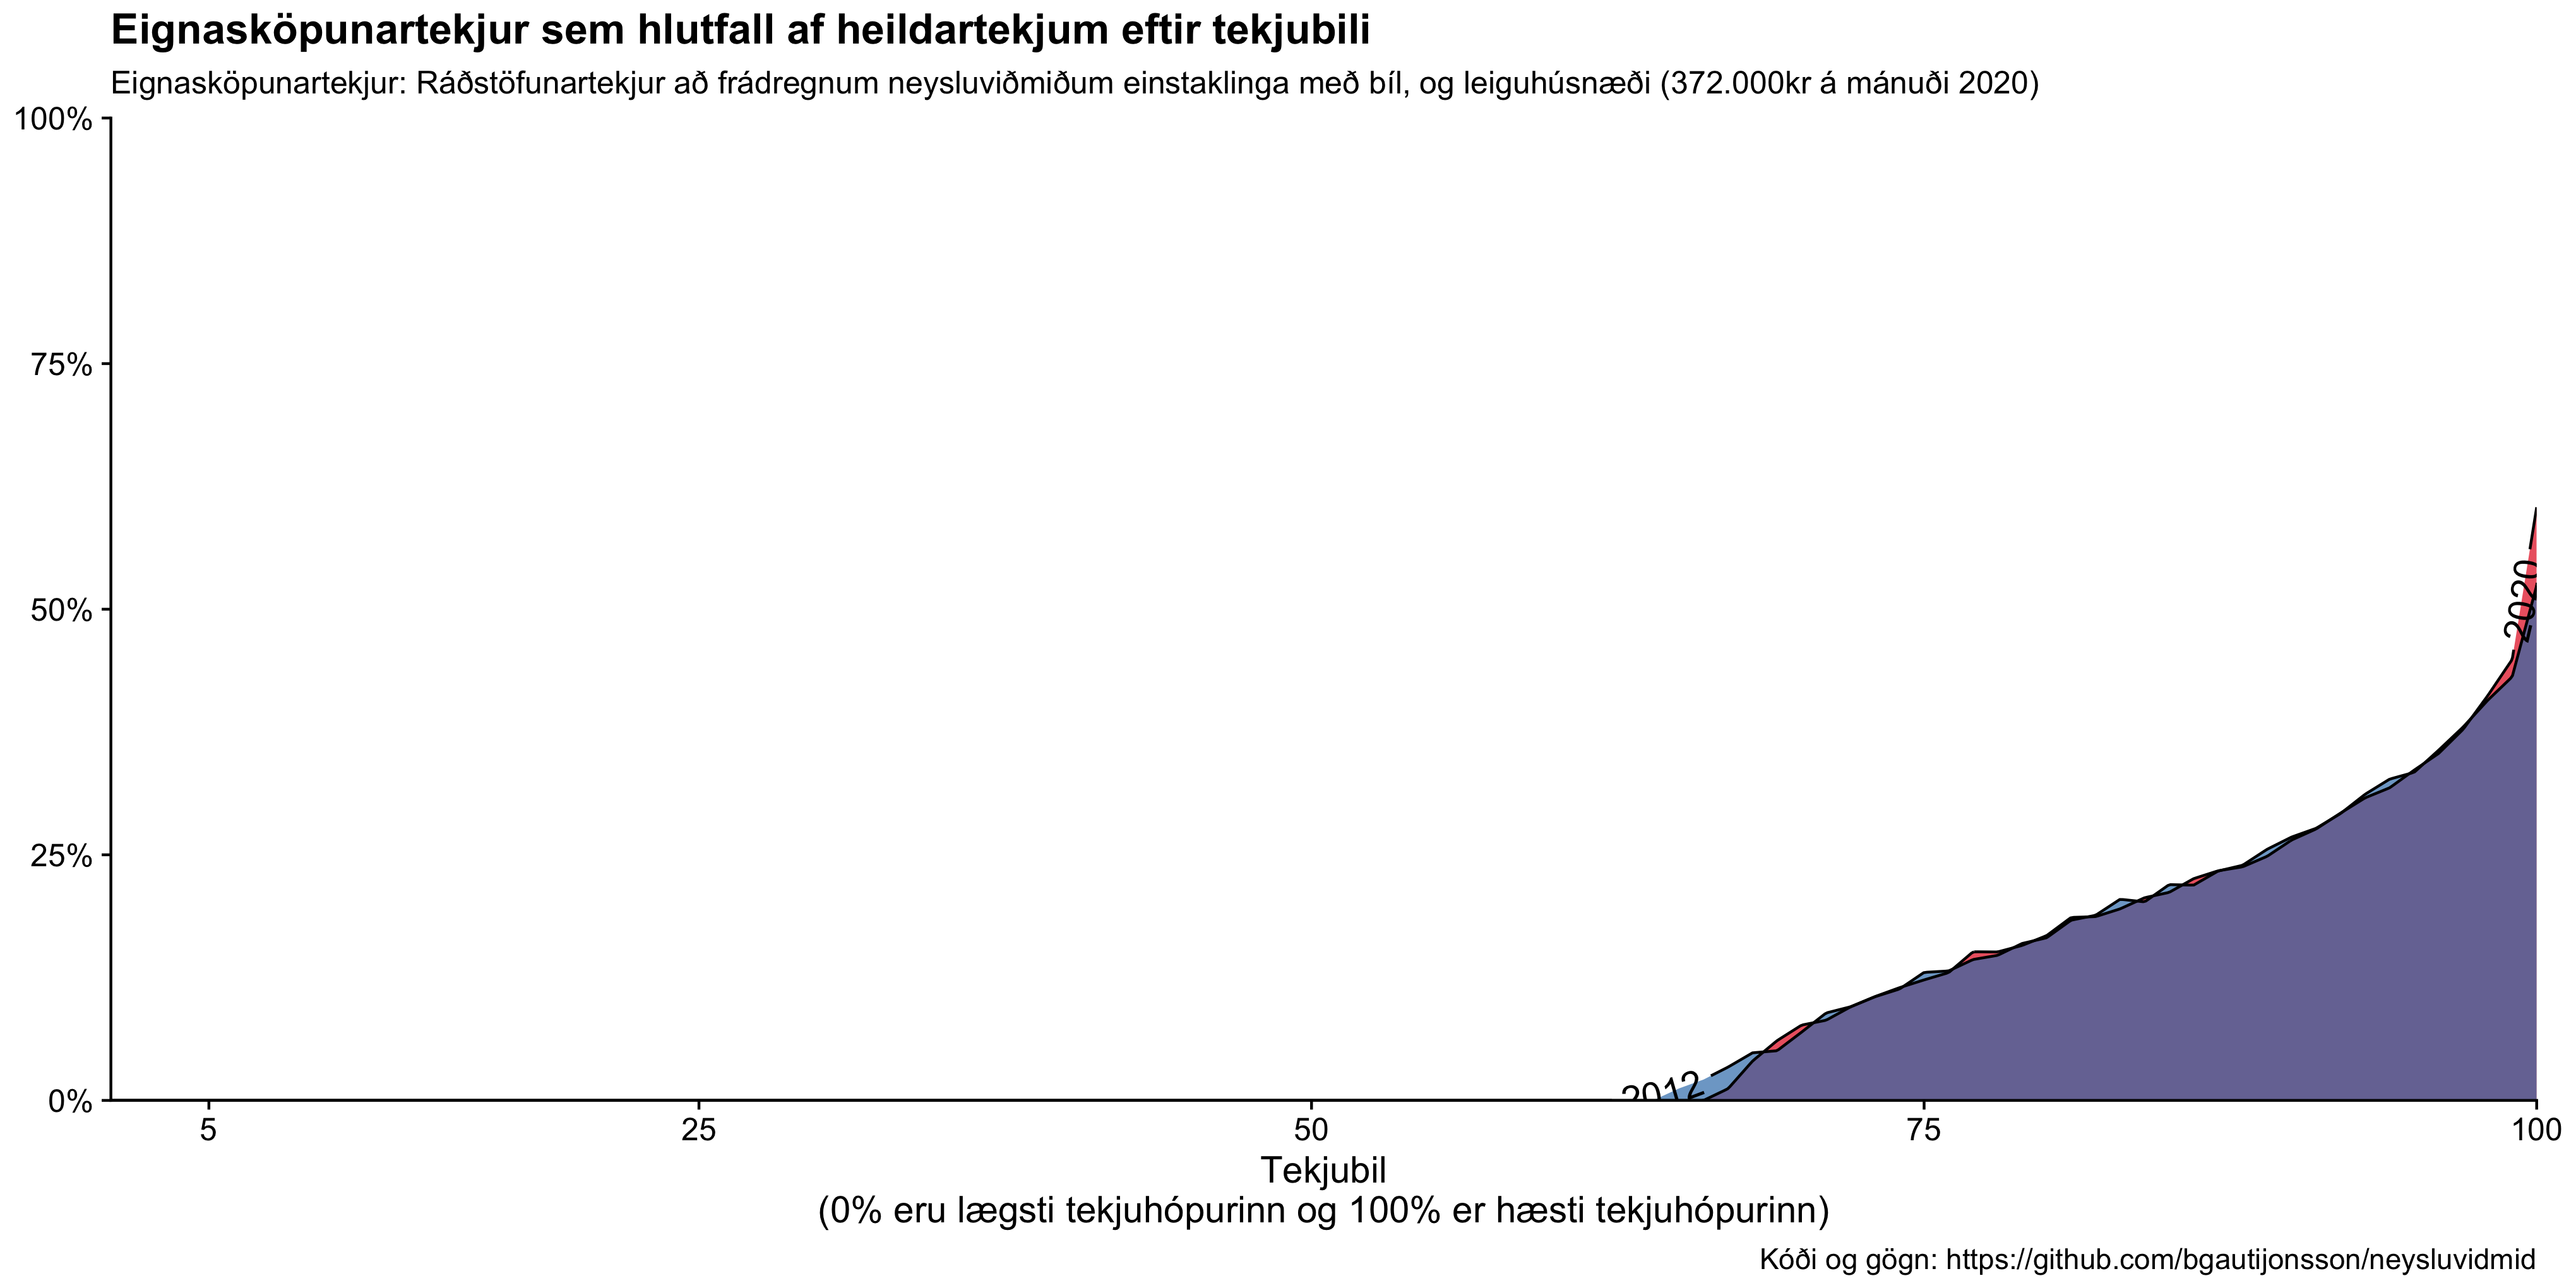 Eignasköpunartekjur sem hlutfall af heildartekjum eftir tekjubili
Eignasköpunartekjur: Ráðstöfunartekjur að frádregnum neysluviðmiðum einstaklinga með bíl, og leiguhúsnæði (372.000kr á mánuði 2020)
100%
75%
50%
25%
0%
2020
2012
5
25
50
75
100
Tekjubil
(0% eru lægsti tekjuhópurinn og 100% er hæsti tekjuhópurinn)
Kóði og gögn: https://github.com/bgautijonsson/neysluvidmid